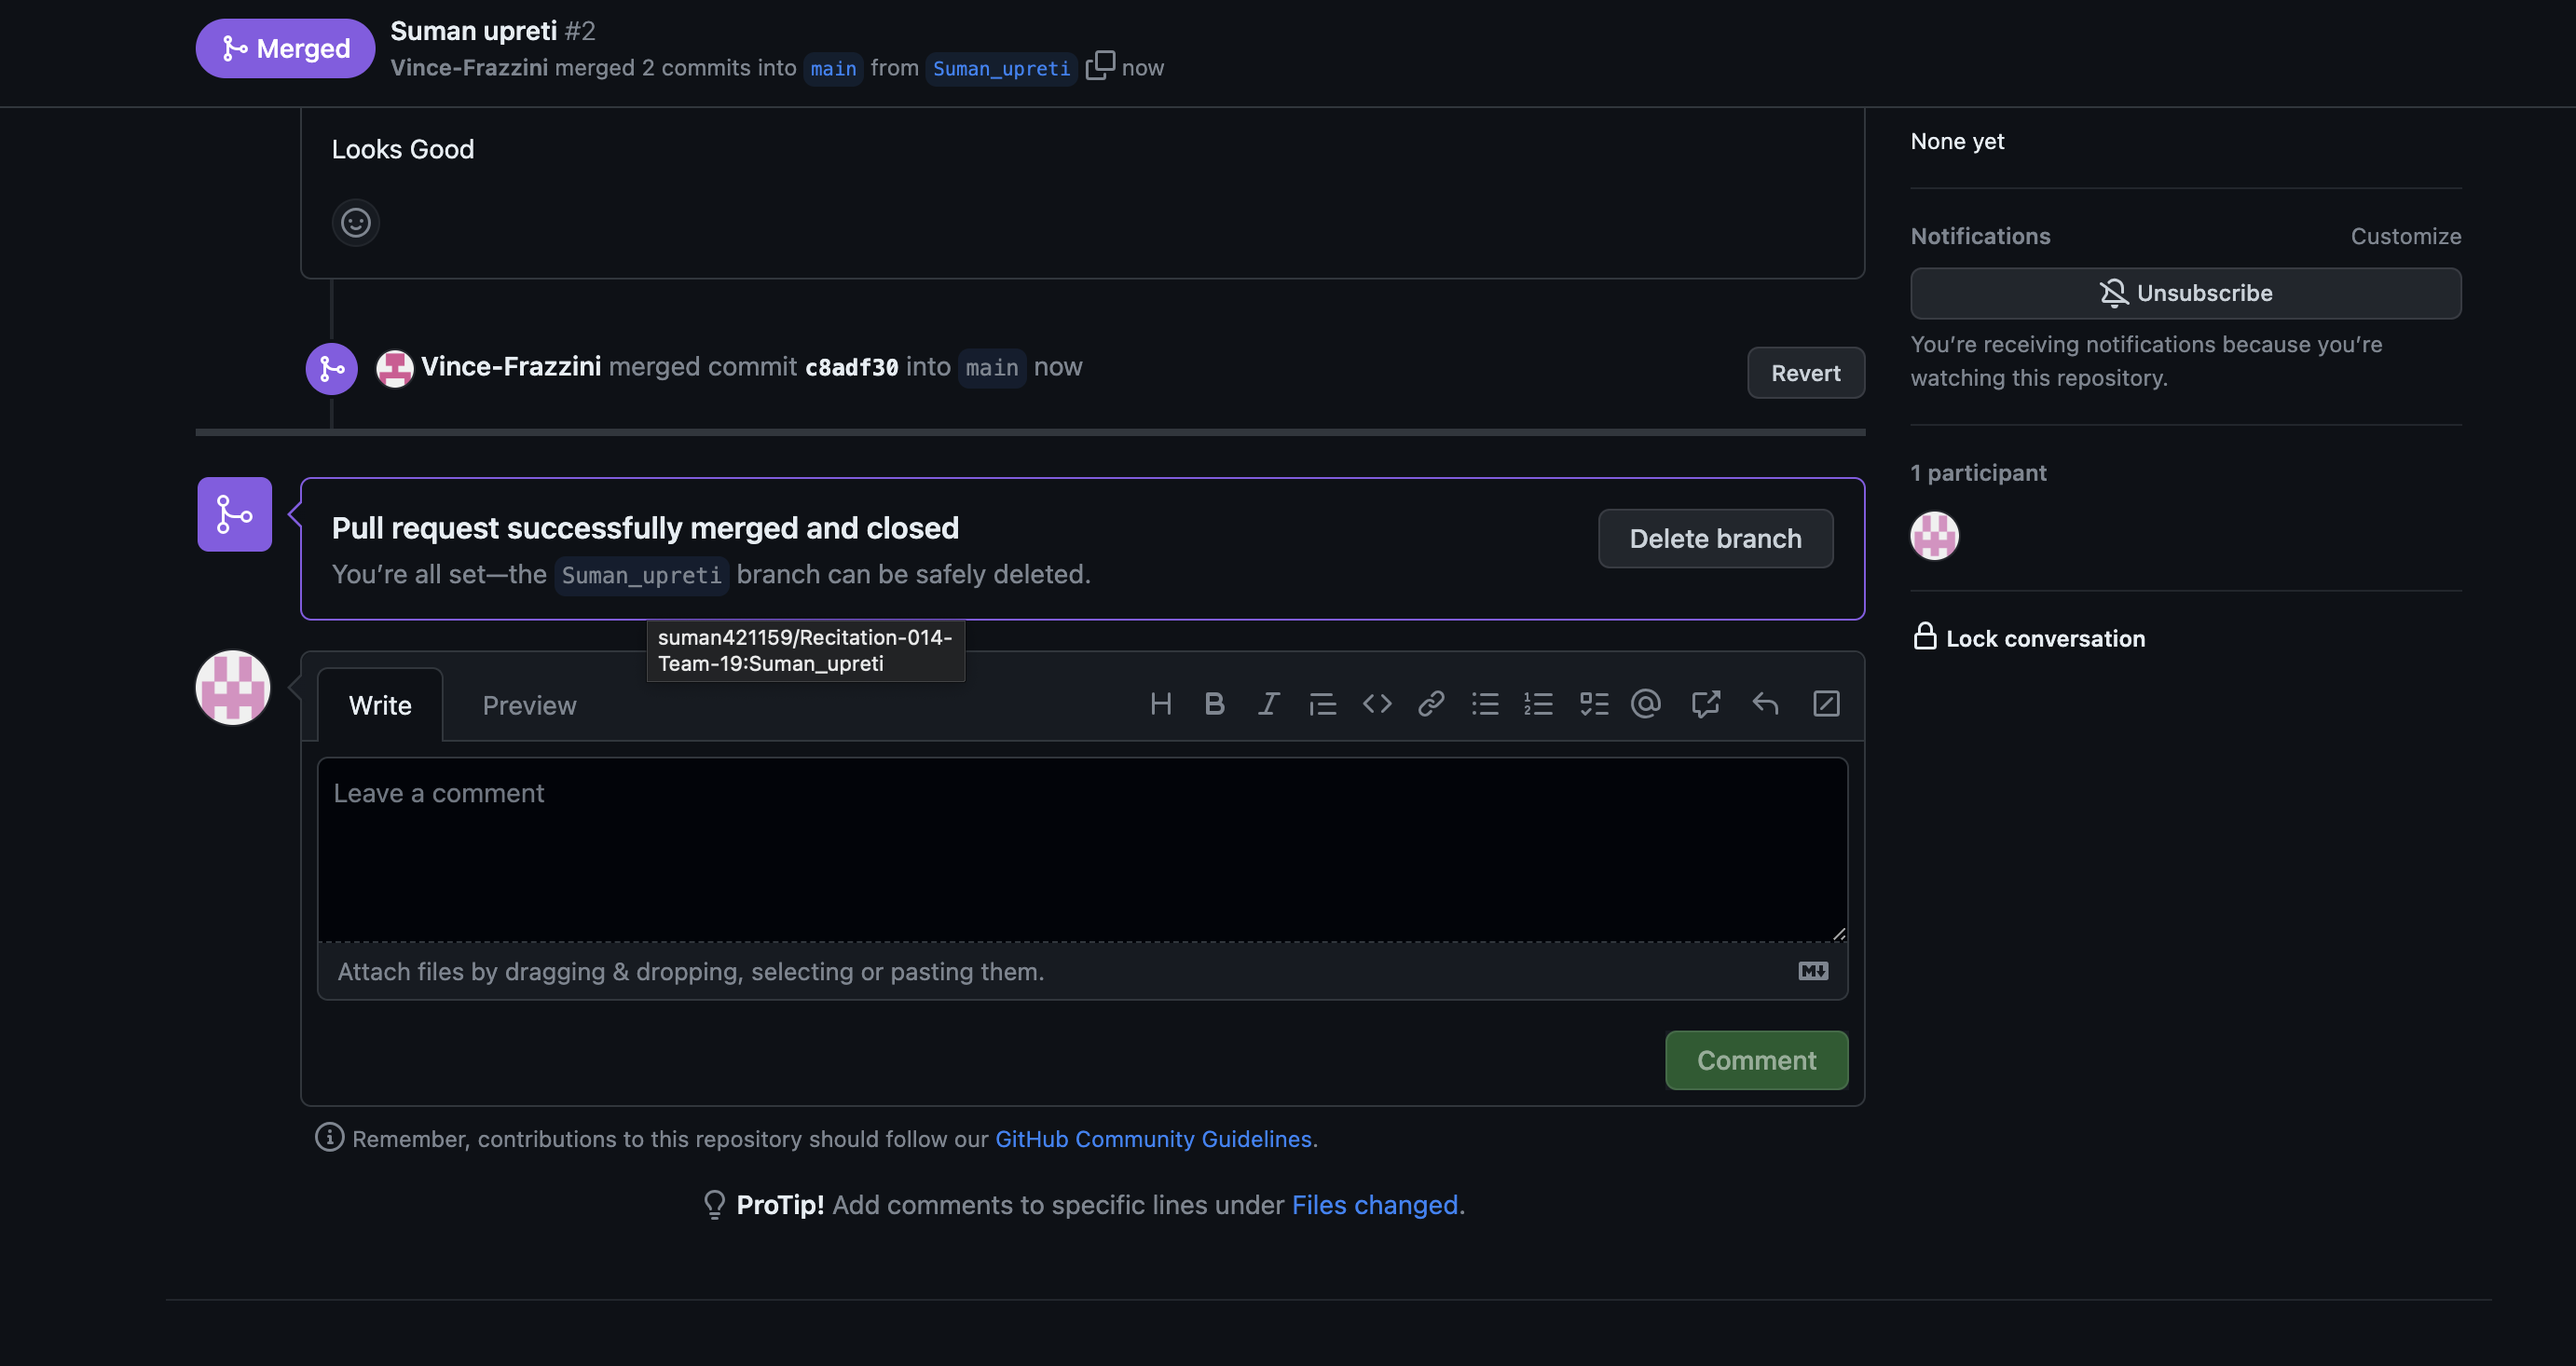 Merged
Suman upreti #2
Vince-Frazzini merged 2 commits into main from Suman_upreti now
Looks Good
Vince-Frazzini merged commit c8adf30 into main now
Revert
Pull request successfully merged and closed
You’re all set—the Suman_upreti branch can be safely deleted.
Delete branch
suman421159/Recitation-014-
Team-19:Suman_upreti
Write
Preview
Leave a comment
Attach files by dragging & dropping, selecting or pasting them.
Comment
Remember, contributions to this repository should follow our GitHub Community Guidelines.
ProTip! Add comments to specific lines under Files changed.
None yet
Notifications
Customize
Unsubscribe
You’re receiving notifications because you’re
watching this repository.
1 participant
Lock conversation